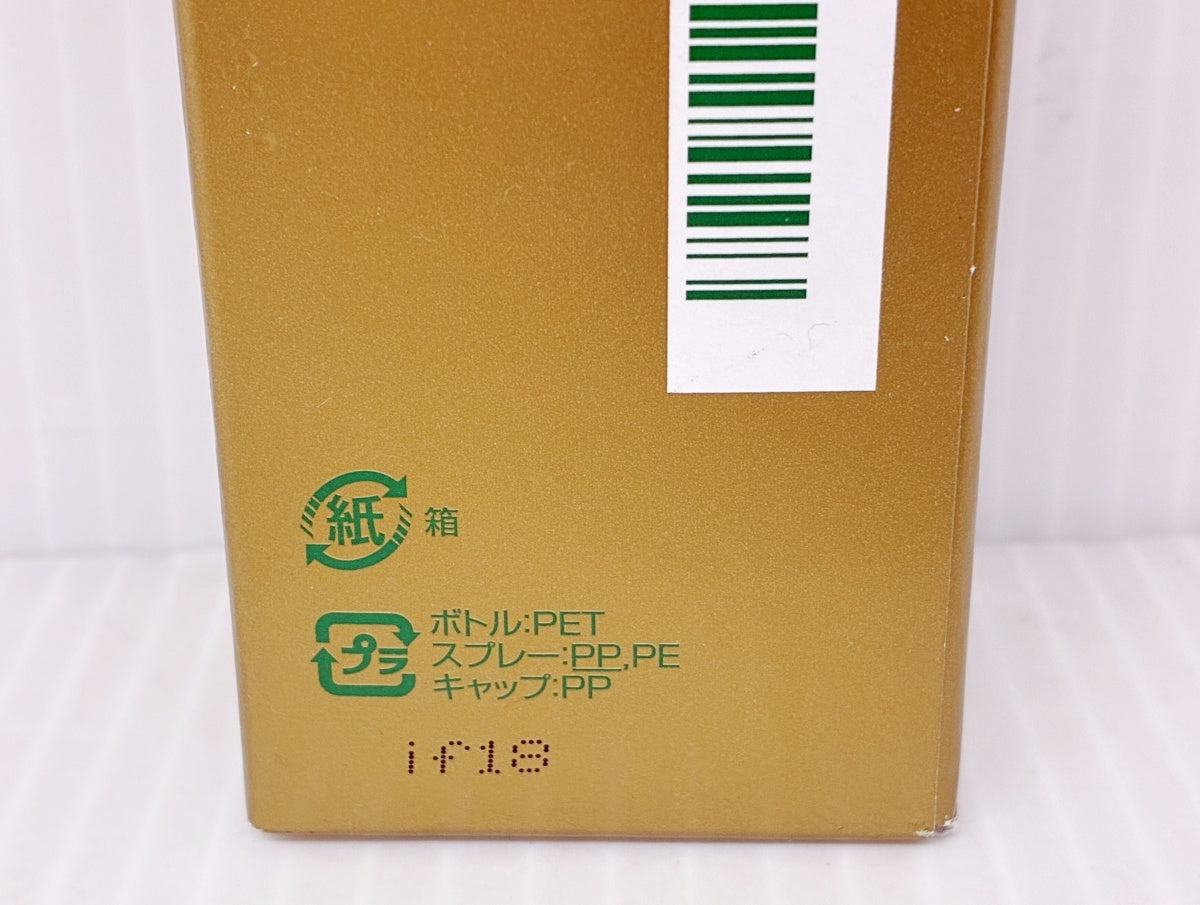 紙 箱
プラ
ボトル:PET
スプレー:PP,PE
キャップ:PP
if18